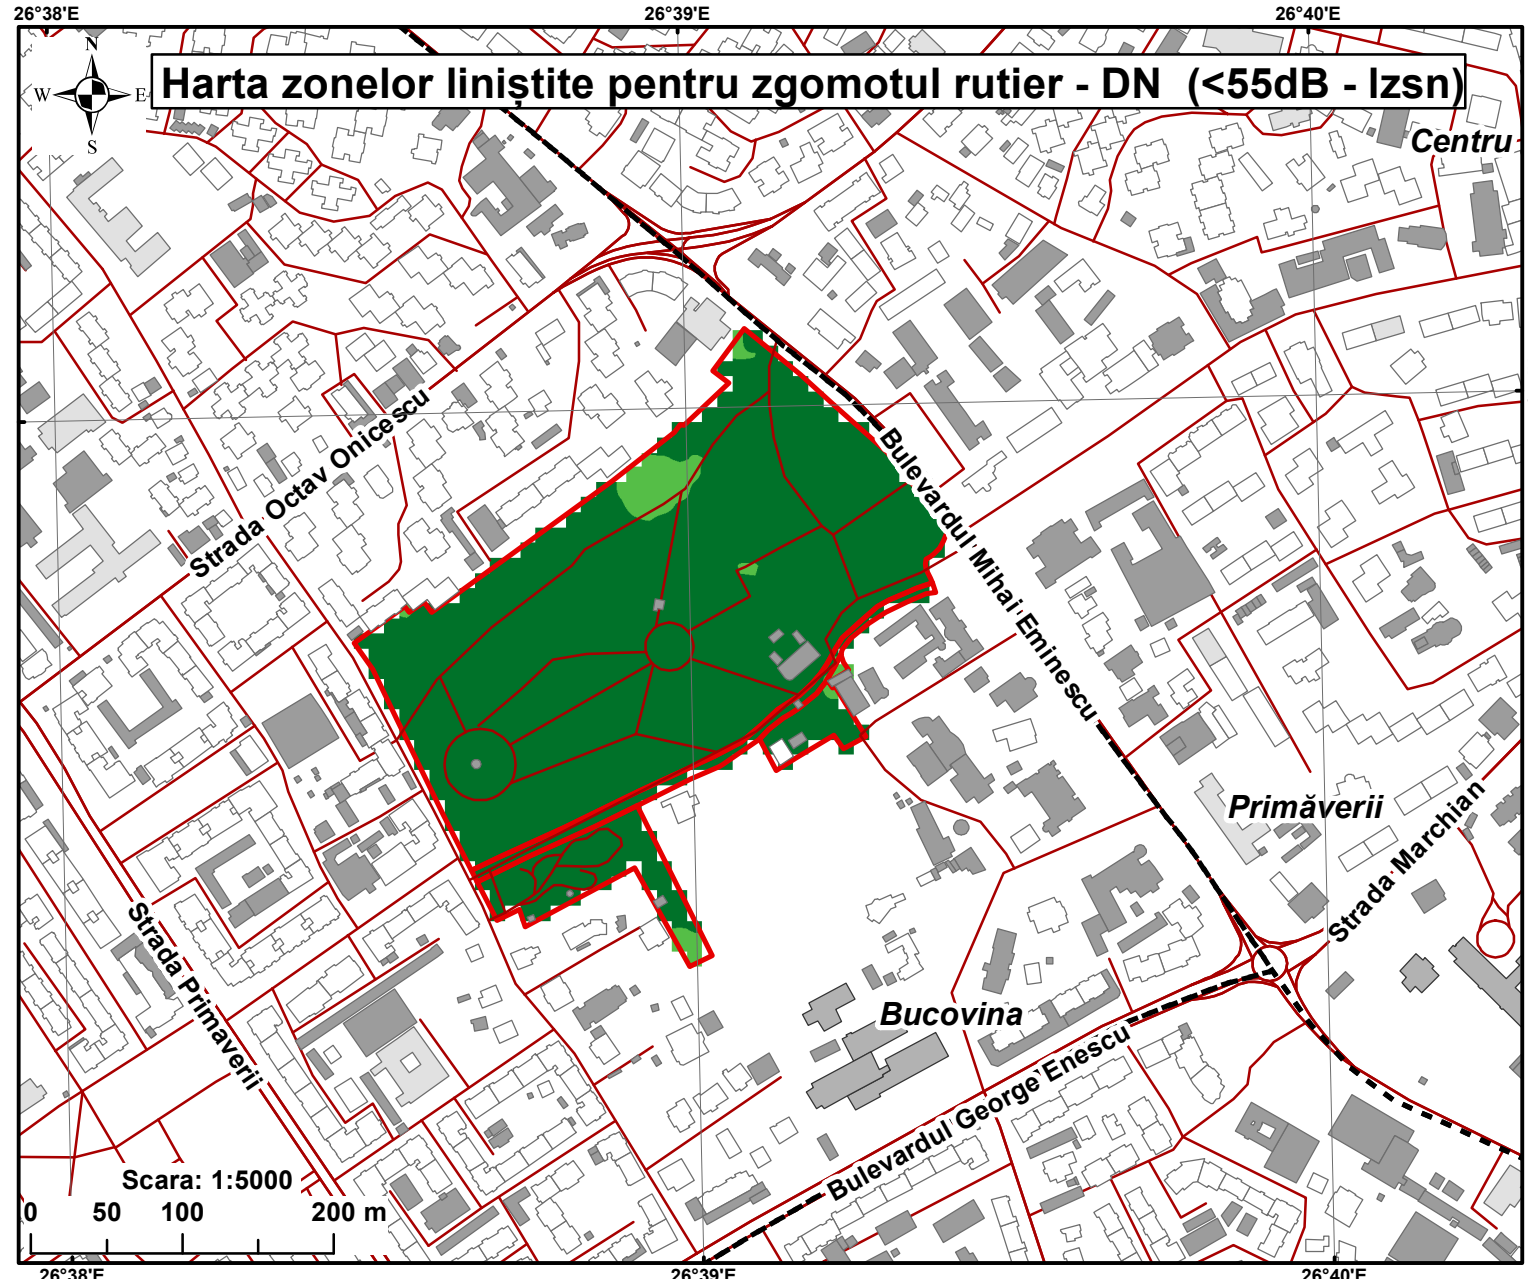 26°38'E 26°39'E 26°40'E
N
W E
S
Harta zonelor liniștite pentru zgomotul rutier - DN (<55dB - lzsn)
Centru
Strada Octav Onicescu
Bulevardul Mihai Eminescu
Primăverii
Strada Marchian
Strada Primaverii
Bucovina
Bulevardul George Enescu
Scara: 1:5000
0 50 100 200 m
26°38'E 26°39'E 26°40'E